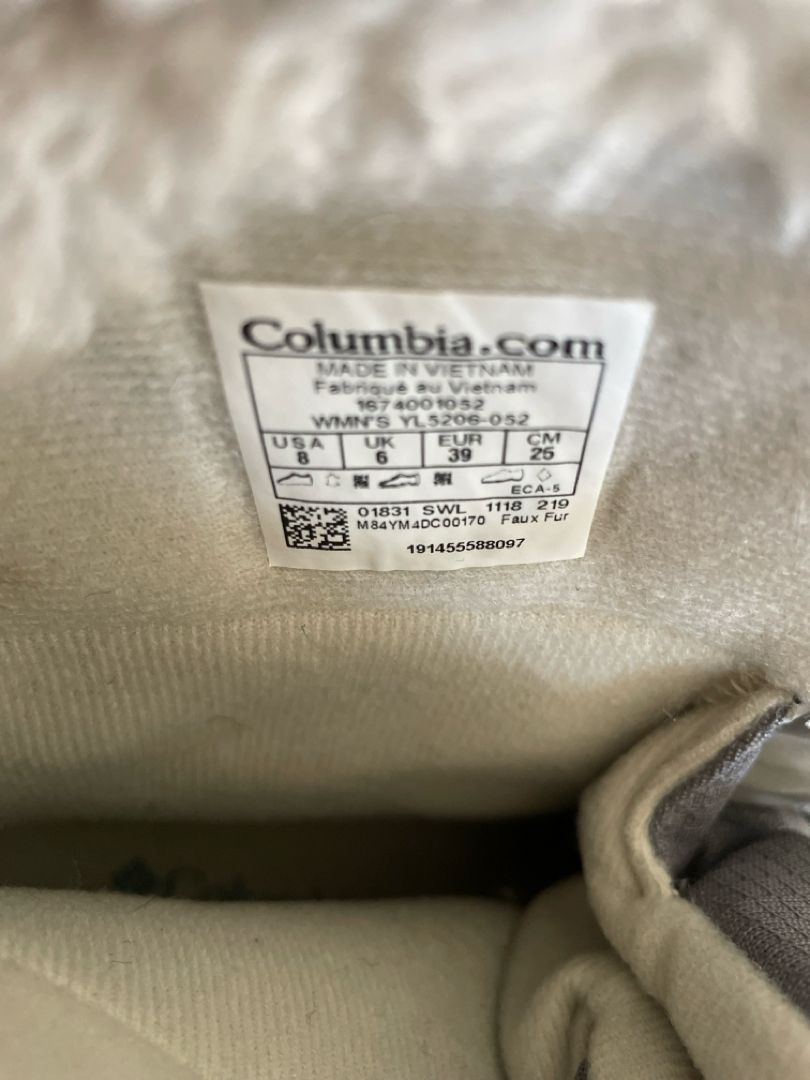 Columbia.com
MADE IN VIETNAM
Fabriqué au Vietnam
1674001052
WMN'S YL5206-052
USA UK EUR CM
8 6 39 25
ECA-5
01831 SWL 1118 219
M84YM4DC00170 Faux Fur
191455588097